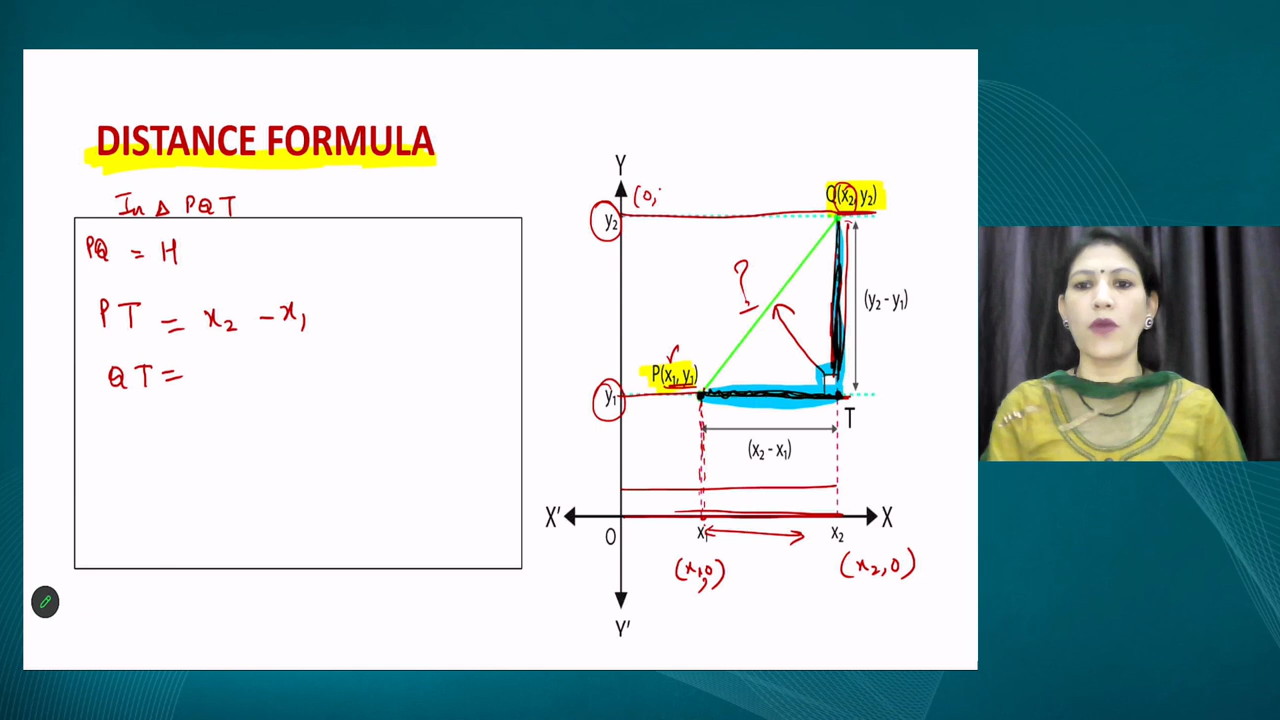 DISTANCE FORMULA
In Δ PQT
PQ = H
PT = x₂ - x₁
QT =
Y
(0,
Q(x₂, y₂)
y₂
?
(y₂ - y₁)
P(x₁, y₁)
y₁
T
(x₂ - x₁)
X'
X
O
x₁
x₂
(x₁,0)
(x₂,0)
Y'